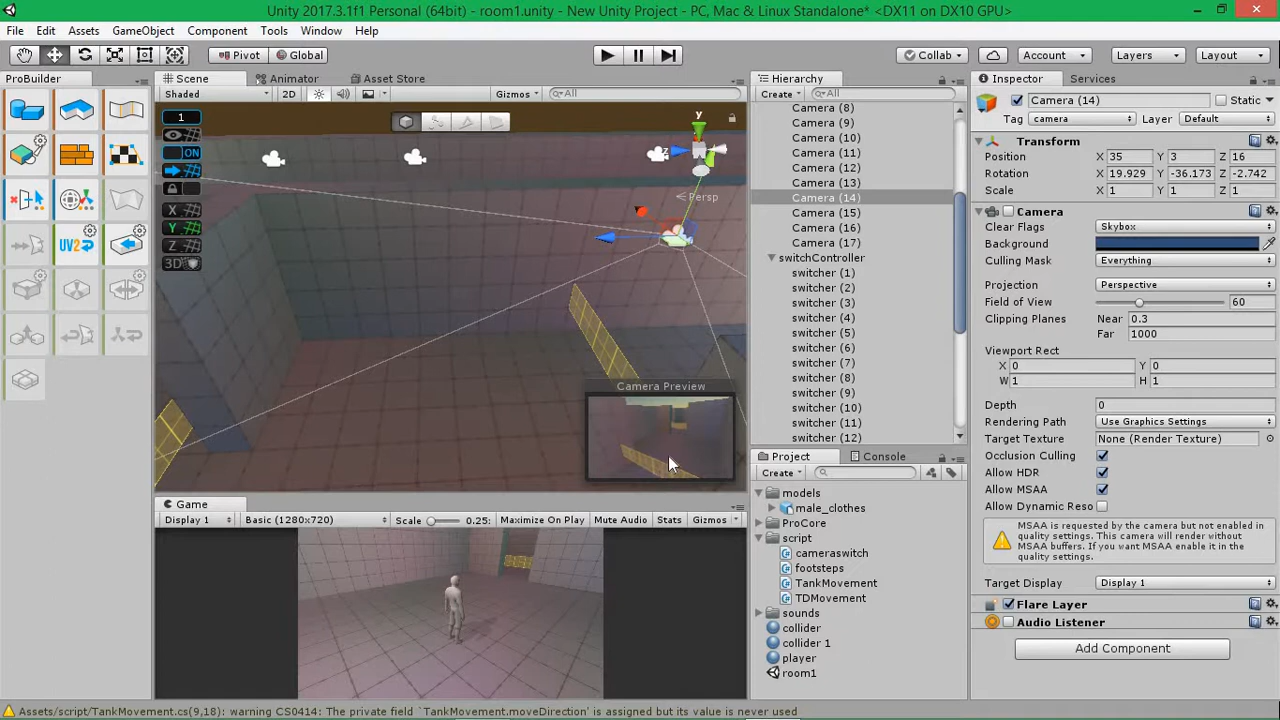 Unity 2017.3.1f1 Personal (64bit) - room1.unity - New Unity Project - PC, Mac & Linux Standalone* <DX11 on DX10 GPU>
File Edit Assets GameObject Component Tools Window Help
Pivot Global Collab Account Layers Layout
ProBuilder
Scene Animator Asset Store
Shaded 2D Gizmos All
1
ON
X
Y
Z
3D
UV2
y
z
Persp
Camera Preview
Game
Display 1 Basic (1280x720) Scale 0.25: Maximize On Play Mute Audio Stats Gizmos
Hierarchy
Create All
Camera (8)
Camera (9)
Camera (10)
Camera (11)
Camera (12)
Camera (13)
Camera (14)
Camera (15)
Camera (16)
Camera (17)
switchController
switcher (1)
switcher (2)
switcher (3)
switcher (4)
switcher (5)
switcher (6)
switcher (7)
switcher (8)
switcher (9)
switcher (10)
switcher (11)
switcher (12)
Project Console
Create
models
male_clothes
ProCore
script
cameraswitch
footsteps
TankMovement
TDMovement
sounds
collider
collider 1
player
room1
Inspector Services
Camera (14) Static
Tag camera Layer Default
Transform
Position X 35 Y 3 Z 16
Rotation X 19.929 Y -36.173 Z -2.742
Scale X 1 Y 1 Z 1
Camera
Clear Flags Skybox
Background
Culling Mask Everything
Projection Perspective
Field of View 60
Clipping Planes Near 0.3
Far 1000
Viewport Rect
X 0 Y 0
W 1 H 1
Depth 0
Rendering Path Use Graphics Settings
Target Texture None (Render Texture)
Occlusion Culling
Allow HDR
Allow MSAA
Allow Dynamic Reso
MSAA is requested by the camera but not enabled in
quality settings. This camera will render without
MSAA buffers. If you want MSAA enable it in the
quality settings.
Target Display Display 1
Flare Layer
Audio Listener
Add Component
Assets/script/TankMovement.cs(9,18): warning CS0414: The private field `TankMovement.moveDirection' is assigned but its value is never used